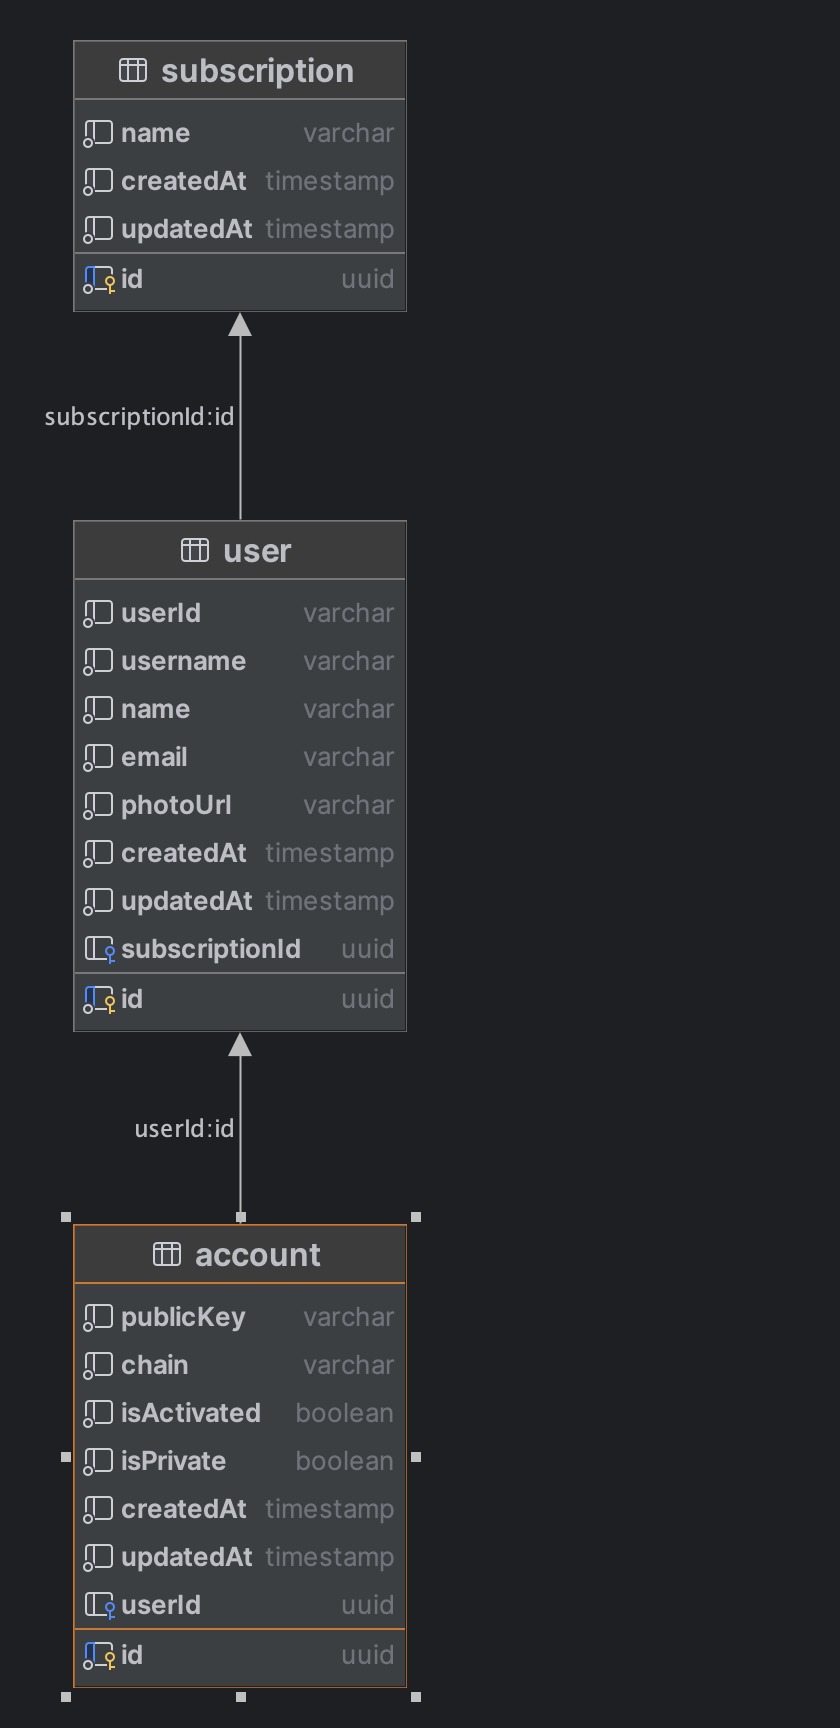 subscription
name varchar
createdAt timestamp
updatedAt timestamp
id uuid
subscriptionId:id
user
userId varchar
username varchar
name varchar
email varchar
photoUrl varchar
createdAt timestamp
updatedAt timestamp
subscriptionId uuid
id uuid
userId:id
account
publicKey varchar
chain varchar
isActivated boolean
isPrivate boolean
createdAt timestamp
updatedAt timestamp
userId uuid
id uuid